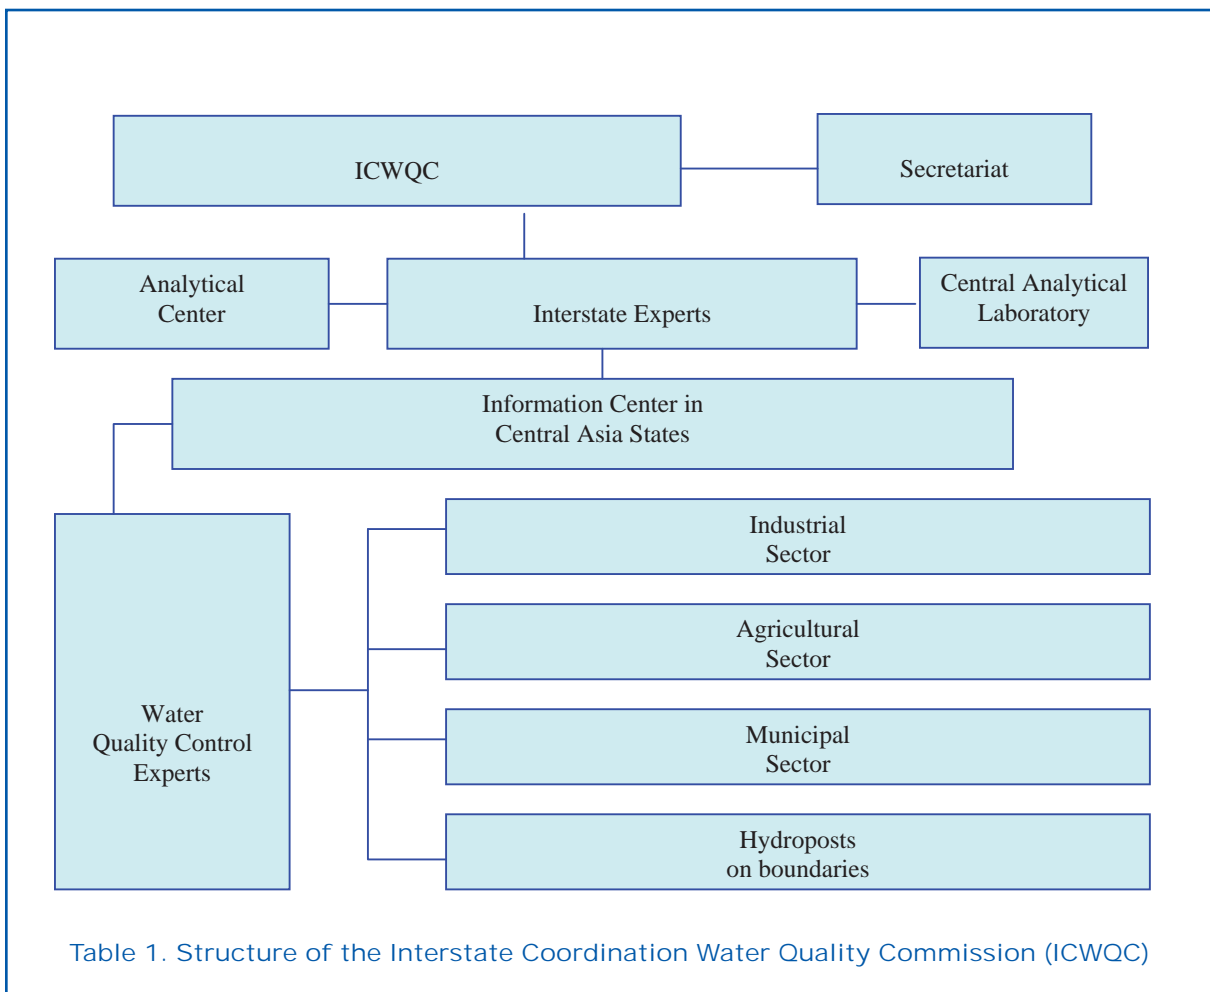 ICWQC
Secretariat
Analytical
Center
Interstate Experts
Central Analytical
Laboratory
Information Center in
Central Asia States
Water
Quality Control
Experts
Industrial
Sector
Agricultural
Sector
Municipal
Sector
Hydroposts
on boundaries
Table 1. Structure of the Interstate Coordination Water Quality Commission (ICWQC)